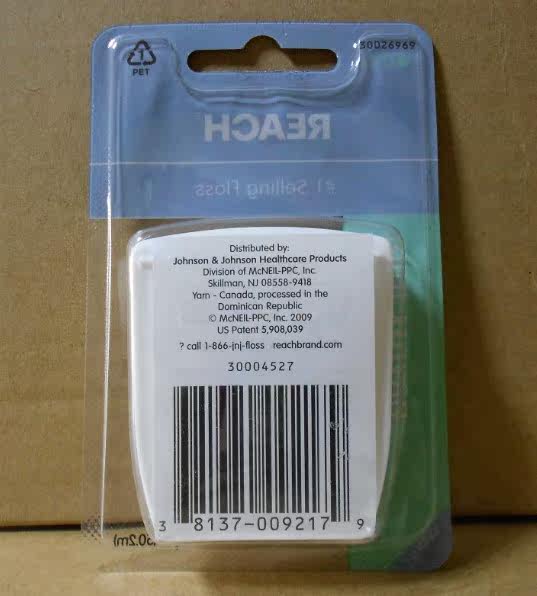 30026969
1
PET
REACH
#1 Selling Floss
Distributed by:
Johnson & Johnson Healthcare Products
Division of McNEIL-PPC, Inc.
Skillman, NJ 08558-9418
Yarn - Canada, processed in the
Dominican Republic
© McNEIL-PPC, Inc. 2009
US Patent 5,908,039
? call 1-866-jnj-floss reachbrand.com
30004527
3 8137-009217 9